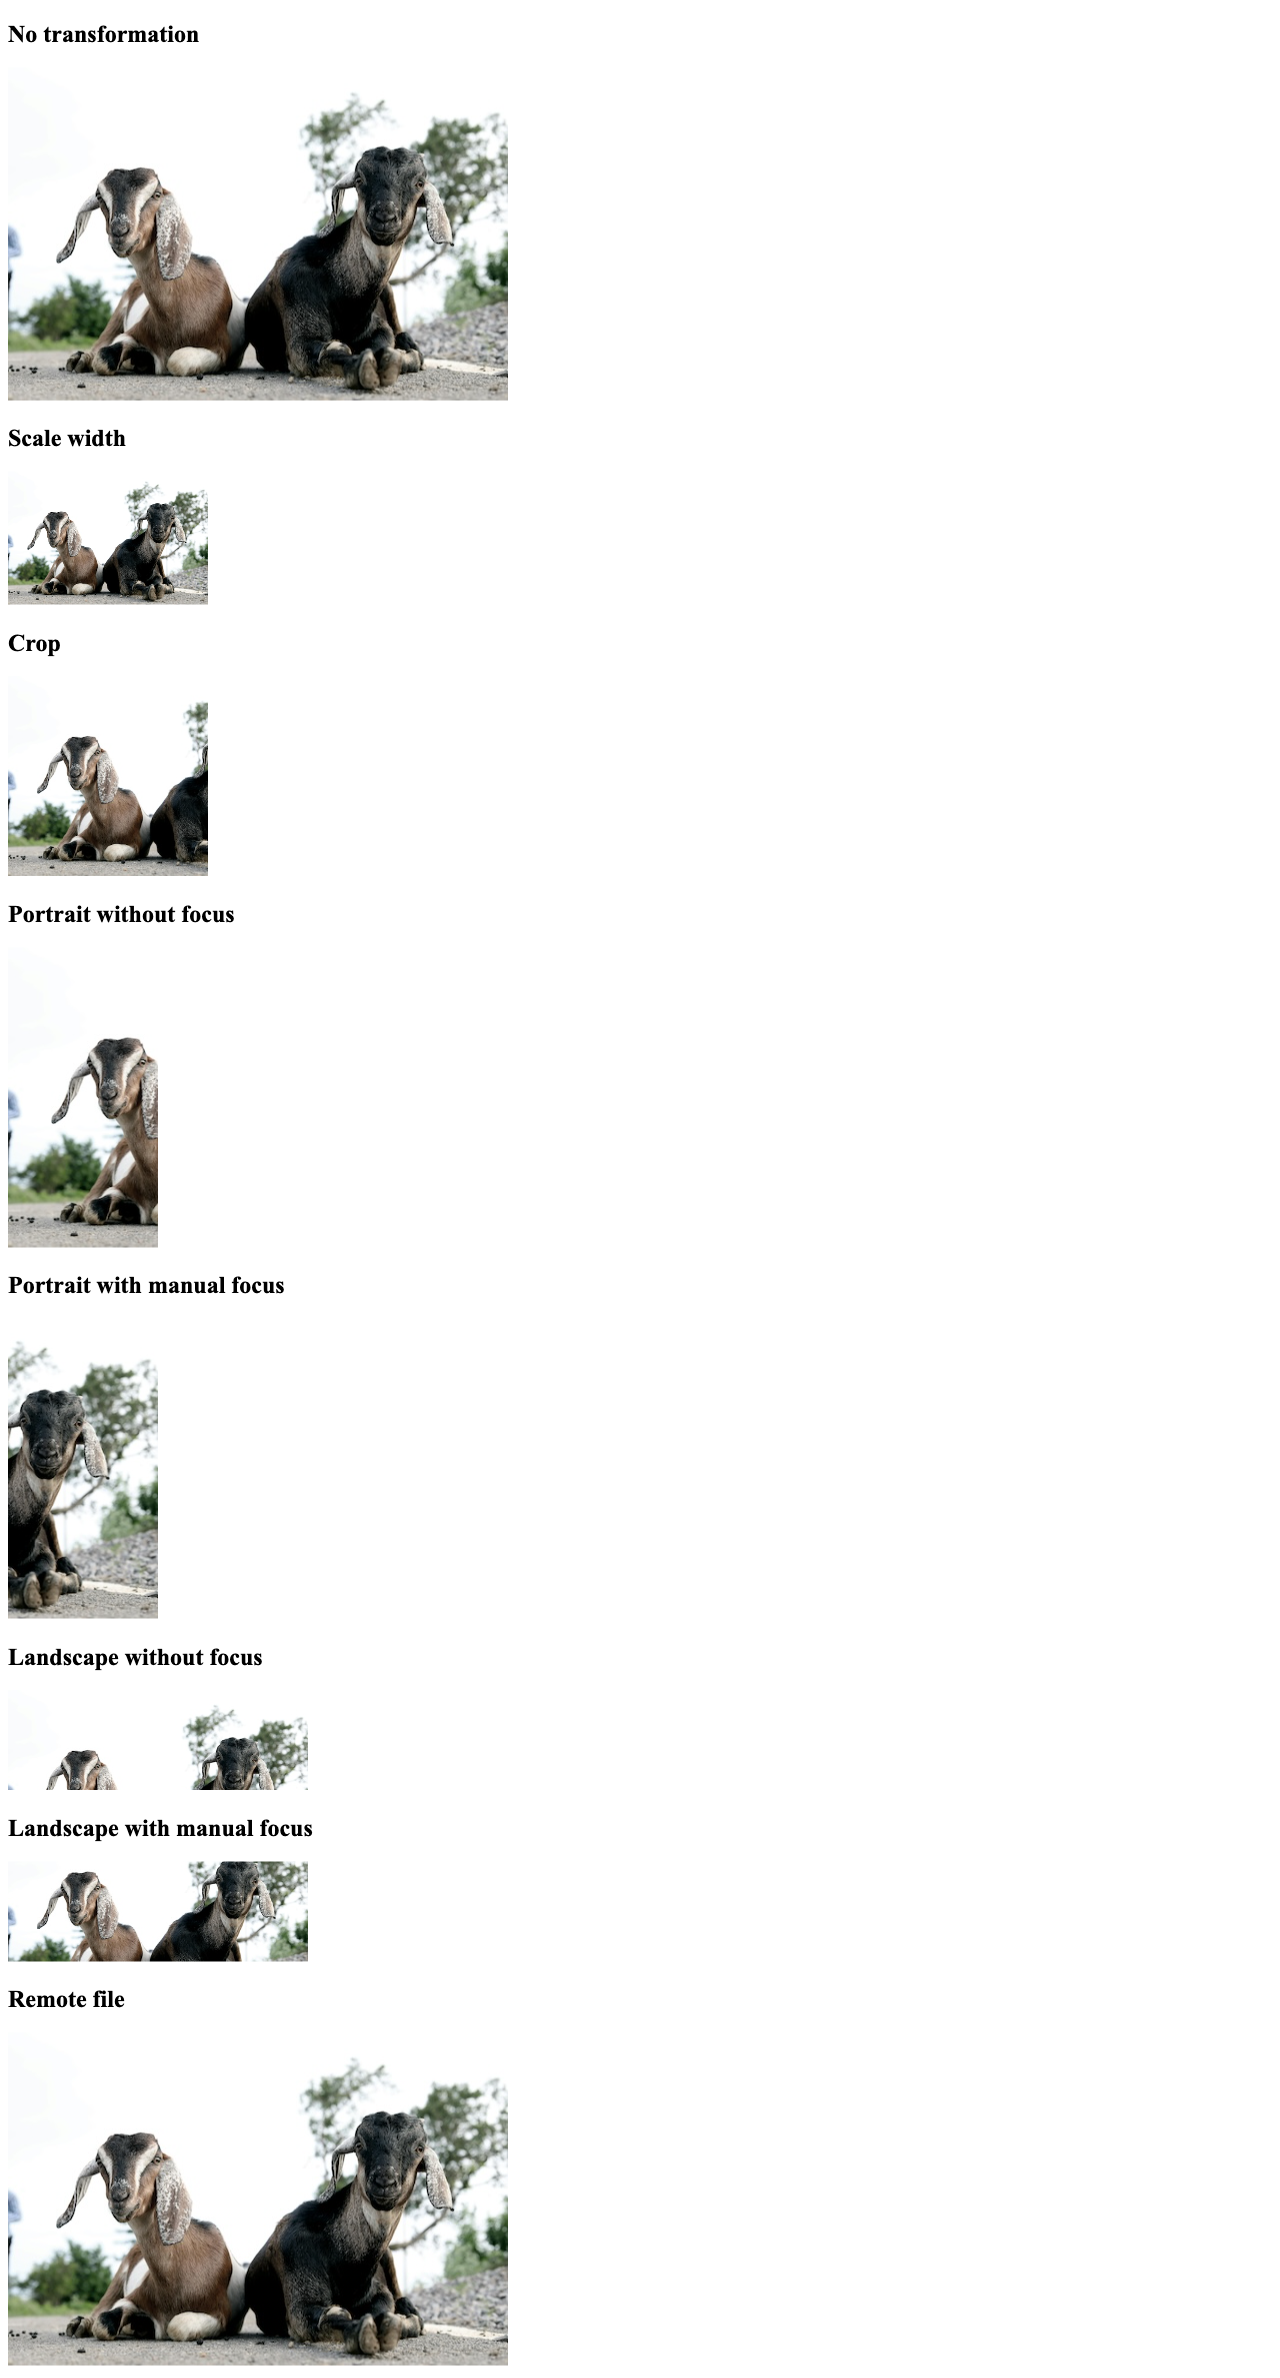 No transformation
Scale width
Crop
Portrait without focus
Portrait with manual focus
Landscape without focus
Landscape with manual focus
Remote file